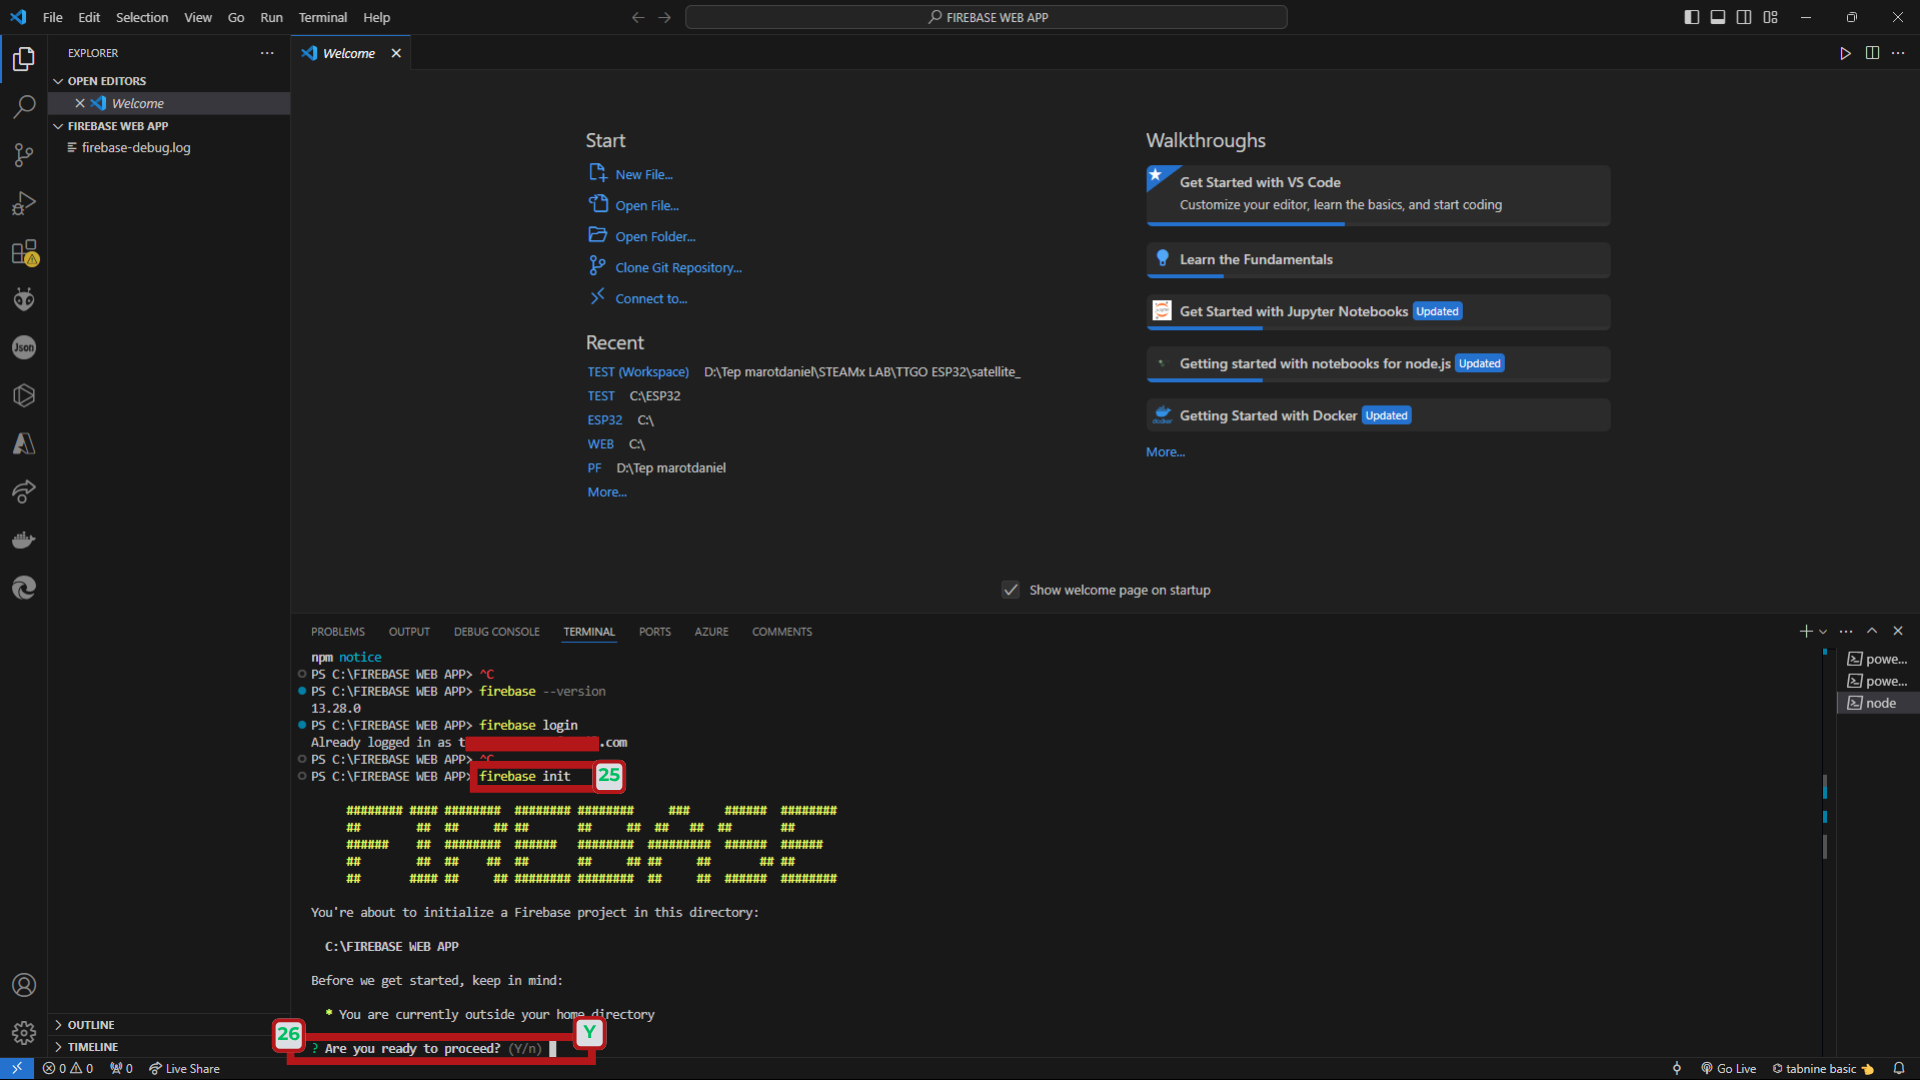 File Edit Selection View Go Run Terminal Help
FIREBASE WEB APP
EXPLORER
Welcome
OPEN EDITORS
Welcome
FIREBASE WEB APP
firebase-debug.log
Start
New File...
Open File...
Open Folder...
Clone Git Repository...
Connect to...
Recent
TEST (Workspace) D:\Tep marotdaniel\STEAMx LAB\TTGO ESP32\satellite_
TEST C:\ESP32
ESP32 C:\
WEB C:\
PF D:\Tep marotdaniel
More...
Walkthroughs
Get Started with VS Code
Customize your editor, learn the basics, and start coding
Learn the Fundamentals
Get Started with Jupyter Notebooks Updated
Getting started with notebooks for node.js Updated
Getting Started with Docker Updated
More...
Show welcome page on startup
PROBLEMS OUTPUT DEBUG CONSOLE TERMINAL PORTS AZURE COMMENTS
npm notice
PS C:\FIREBASE WEB APP> ^C
PS C:\FIREBASE WEB APP> firebase --version
13.28.0
PS C:\FIREBASE WEB APP> firebase login
Already logged in as t .com
PS C:\FIREBASE WEB APP> ^C
PS C:\FIREBASE WEB APP> firebase init 25
FIREBASE
You're about to initialize a Firebase project in this directory:
C:\FIREBASE WEB APP
Before we get started, keep in mind:
* You are currently outside your home directory
26 ? Are you ready to proceed? (Y/n) Y
powe...
powe...
node
Json
OUTLINE
TIMELINE
0 0 0 Live Share
Go Live tabnine basic